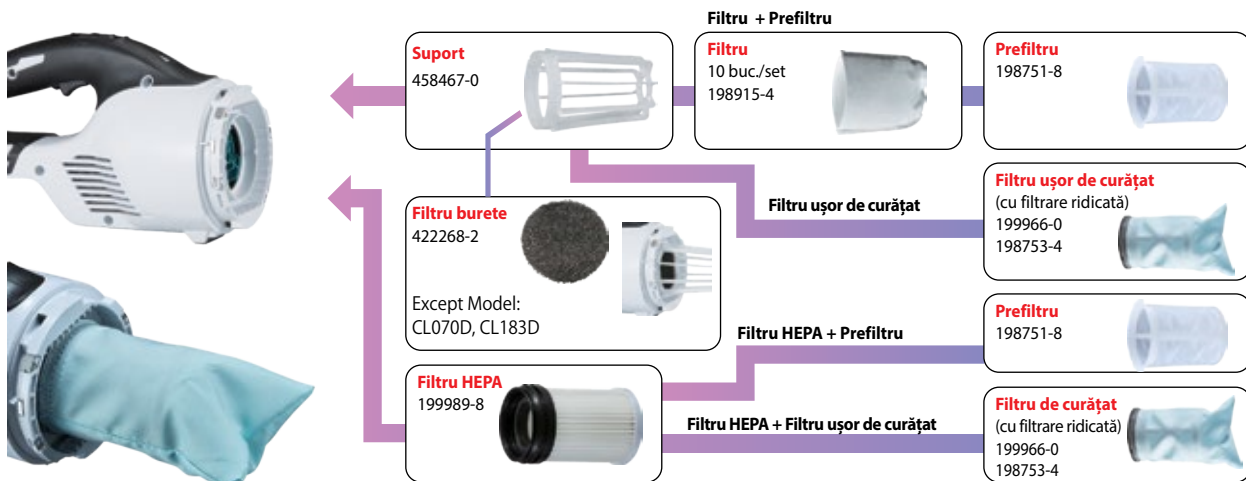 Filtru + Prefiltru
Suport
458467-0
Filtru
10 buc./set
198915-4
Prefiltru
198751-8
Filtru ușor de curățat
Filtru ușor de curățat
(cu filtrare ridicată)
199966-0
198753-4
Filtru burete
422268-2
Except Model:
CL070D, CL183D
Filtru HEPA + Prefiltru
Prefiltru
198751-8
Filtru HEPA
199989-8
Filtru HEPA + Filtru ușor de curățat
Filtru de curățat
(cu filtrare ridicată)
199966-0
198753-4